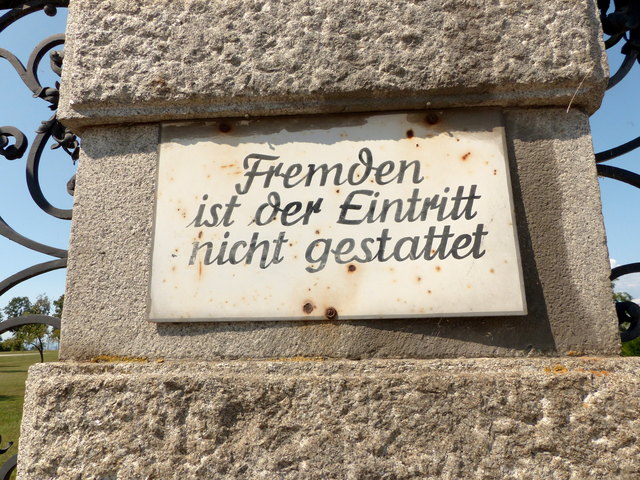 Fremden
ist der Eintritt
nicht gestattet